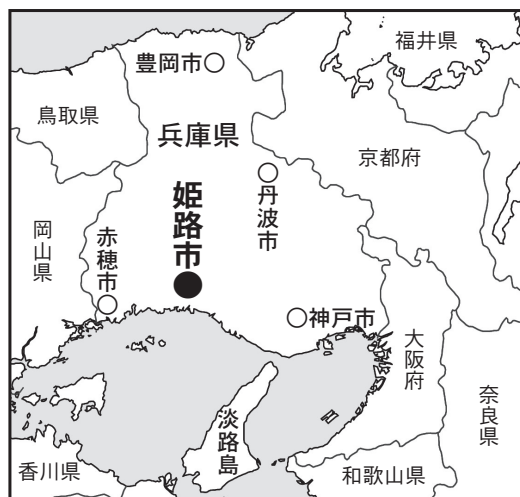 福井県
豊岡市
鳥取県
兵庫県
京都府
丹波市
姫路市
岡山県
赤穂市
神戸市
大阪府
奈良県
淡路島
香川県
和歌山県